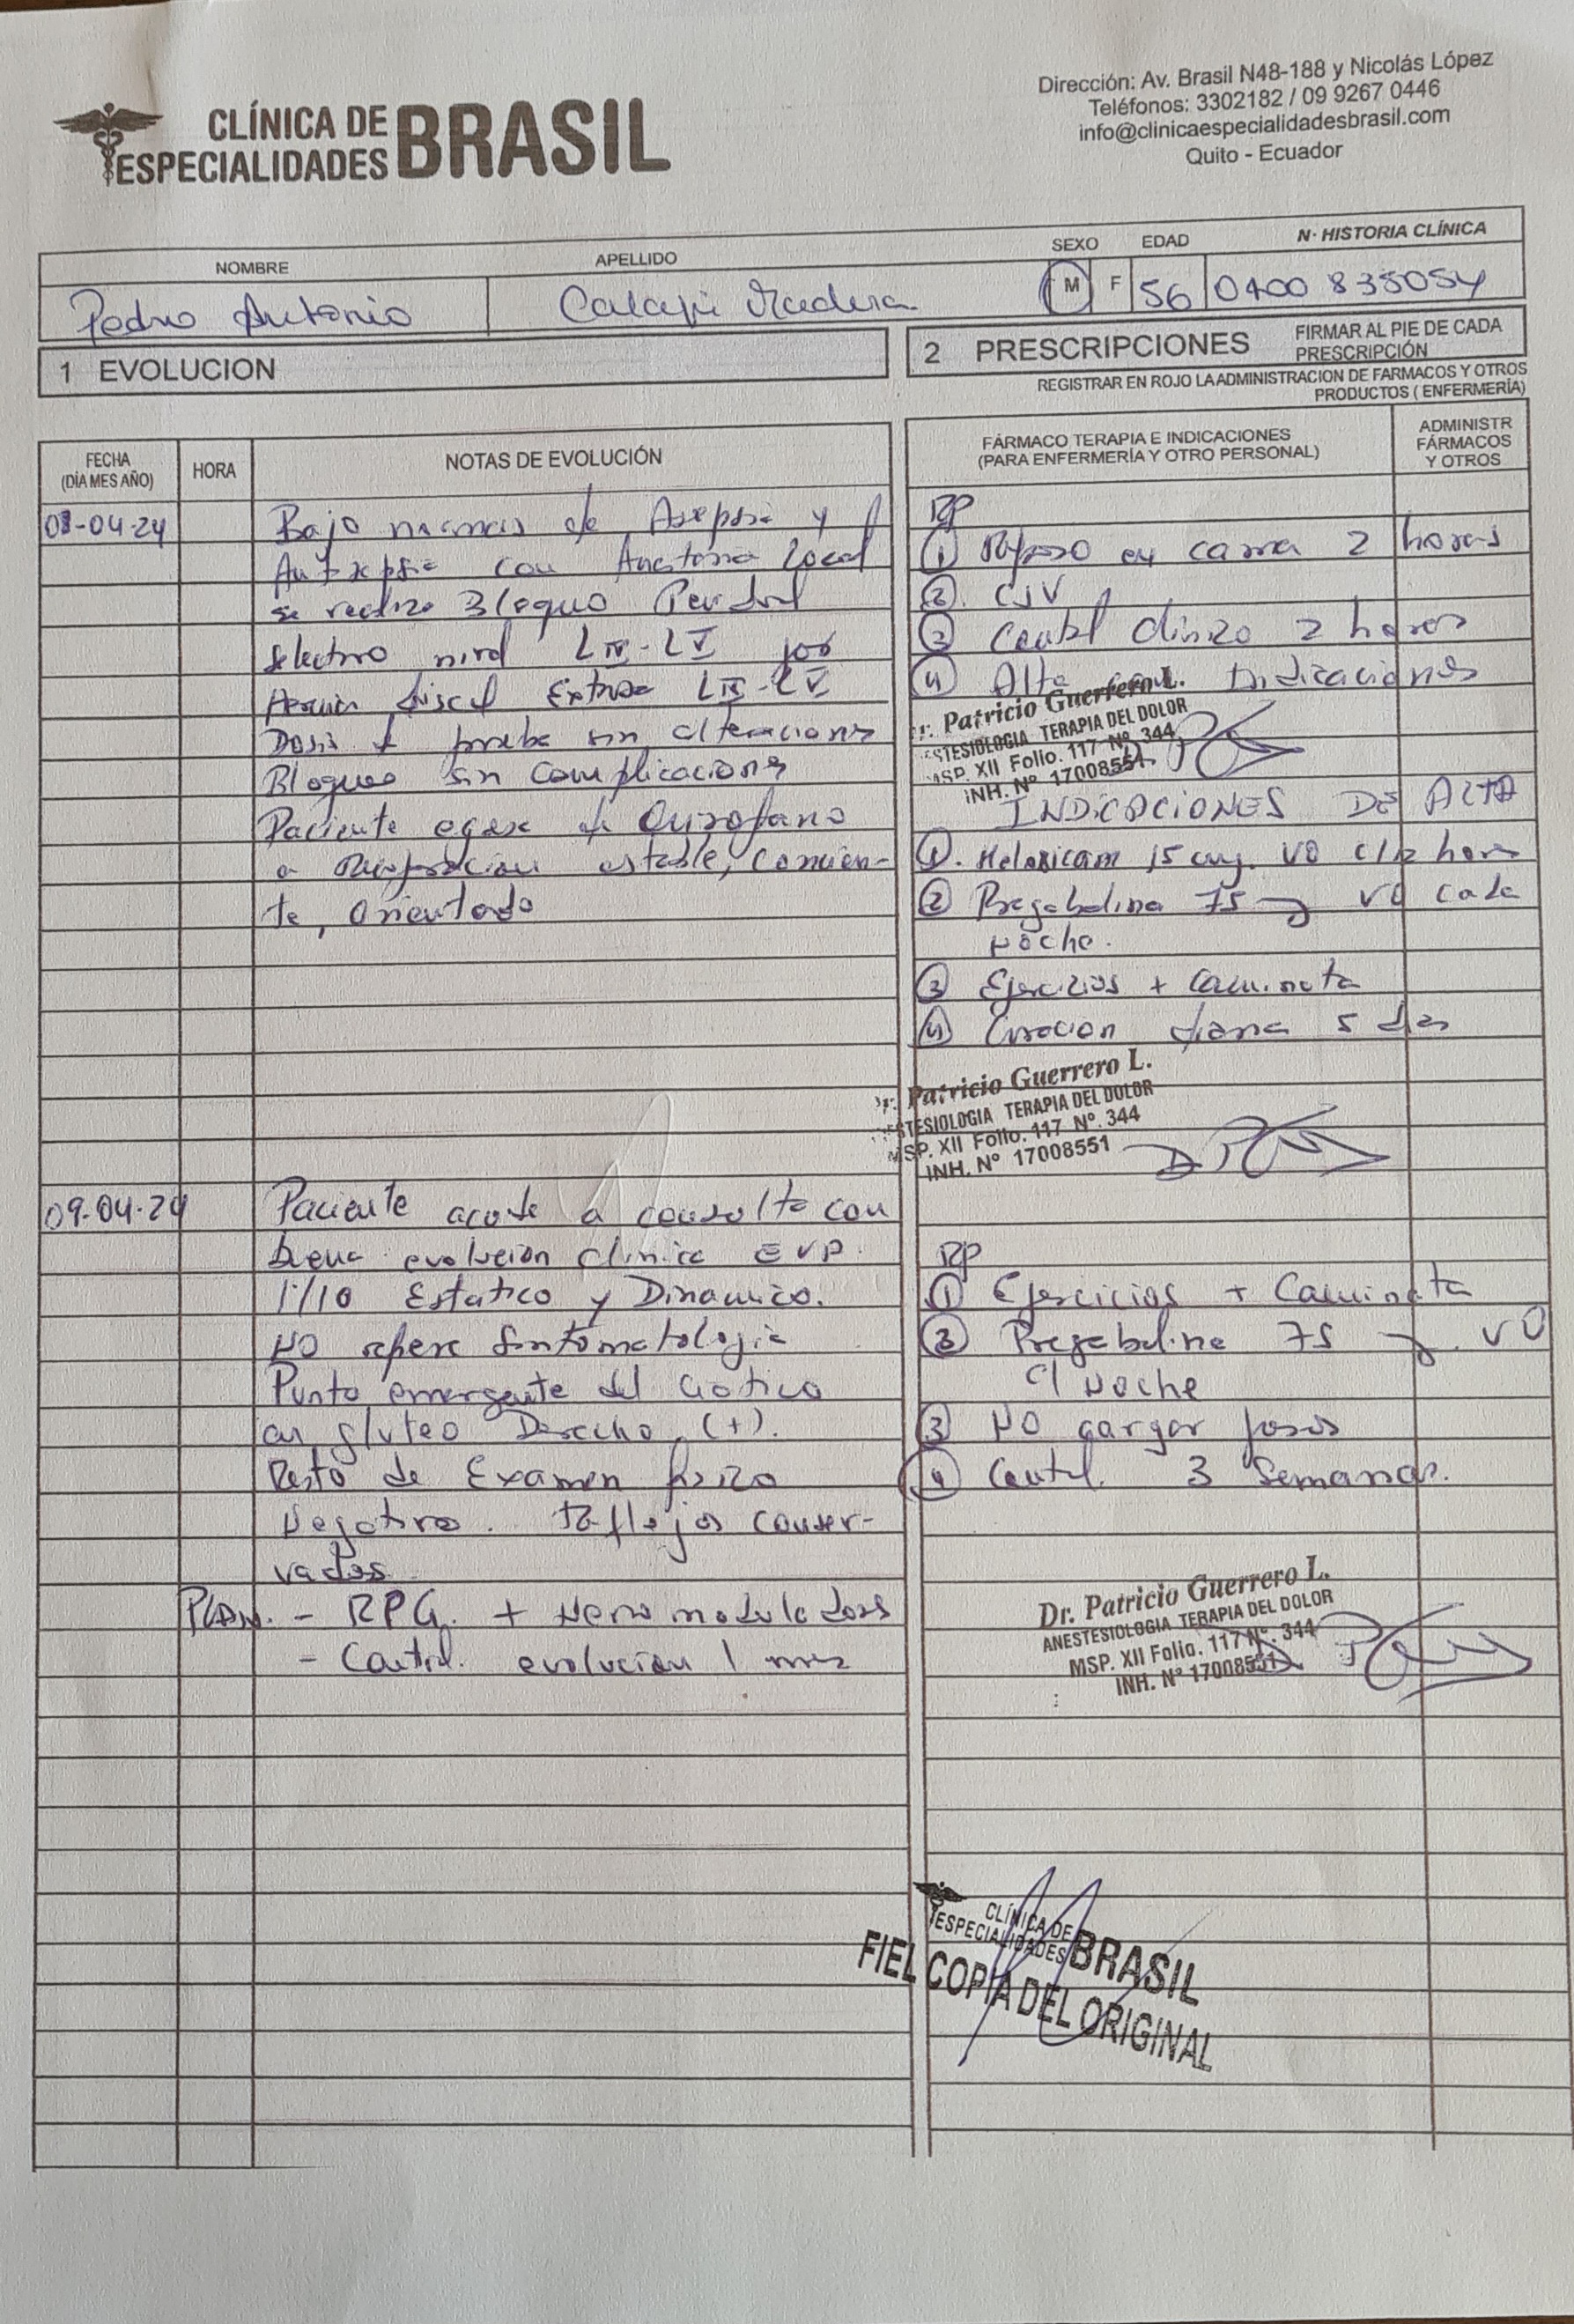 CLÍNICA DE ESPECIALIDADES BRASIL
Dirección: Av. Brasil N48-188 y Nicolás López
Teléfonos: 3302182 / 09 9267 0446
info@clinicaespecialidadesbrasil.com
Quito - Ecuador
NOMBRE APELLIDO SEXO EDAD N· HISTORIA CLÍNICA
Pedro Antonio M F 56 0400 835054
1 EVOLUCION
2 PRESCRIPCIONES FIRMAR AL PIE DE CADA PRESCRIPCIÓN
REGISTRAR EN ROJO LA ADMINISTRACION DE FARMACOS Y OTROS
PRODUCTOS ( ENFERMERÍA)
FECHA
(DÍA MES AÑO)
HORA
NOTAS DE EVOLUCIÓN
08-04-24
Bajo normas de Asepsia y
Antisepsia con Anestesia Local
se realiza Bloqueo Peridural
selectivo nivel LIV-LV por
Hernia discal Extrusa LIV-LV
Dosis d prueba sin alteraciones
Bloqueo sin complicaciones
Paciente egresa de Quirofano
a Recuperacion estable, concien-
te, orientado
09-04-24
Paciente acude a consulta con
buena evolucion clinica EVA.
1/10 Estatico y Dinamico.
NO refiere Sintomatologia
Punto emergente del Ciatico
en gluteo Derecho (+).
Resto de Examen fisico
Negativo. Reflejos conser-
vados
PLAN. - RPG. + Neuromoduladores
- Control. evolucion 1 mes
FÁRMACO TERAPIA E INDICACIONES
(PARA ENFERMERÍA Y OTRO PERSONAL)
ADMINISTR
FÁRMACOS
Y OTROS
RP
1 Reposo en cama 2 horas
2. CSV
3 Control clinico 2 horas
4 Alta con Indicaciones
Dr. Patricio Guerrero L.
ANESTESIOLOGIA TERAPIA DEL DOLOR
MSP. XII Folio. 117 Nº 344
INH. Nº 17008551
INDICACIONES DE ALTA
1. Meloxicam 15 mg. VO c/12 horas
2 Pregabalina 75 mg VO cada
Noche.
3 Ejercicios + Caminata
4 Curacion diaria 5 dias
Dr. Patricio Guerrero L.
ANESTESIOLOGIA TERAPIA DEL DOLOR
MSP. XII Folio. 117 Nº. 344
INH. Nº 17008551
RP
1 Ejercicios + Caminata
2 Pregabalina 75 mg. VO
c/ Noche
3 NO cargar pesos
4 Control. 3 Semanas.
Dr. Patricio Guerrero L.
ANESTESIOLOGIA TERAPIA DEL DOLOR
MSP. XII Folio. 117 Nº. 344
INH. Nº 17008551
CLÍNICA DE ESPECIALIDADES BRASIL
FIEL COPIA DEL ORIGINAL